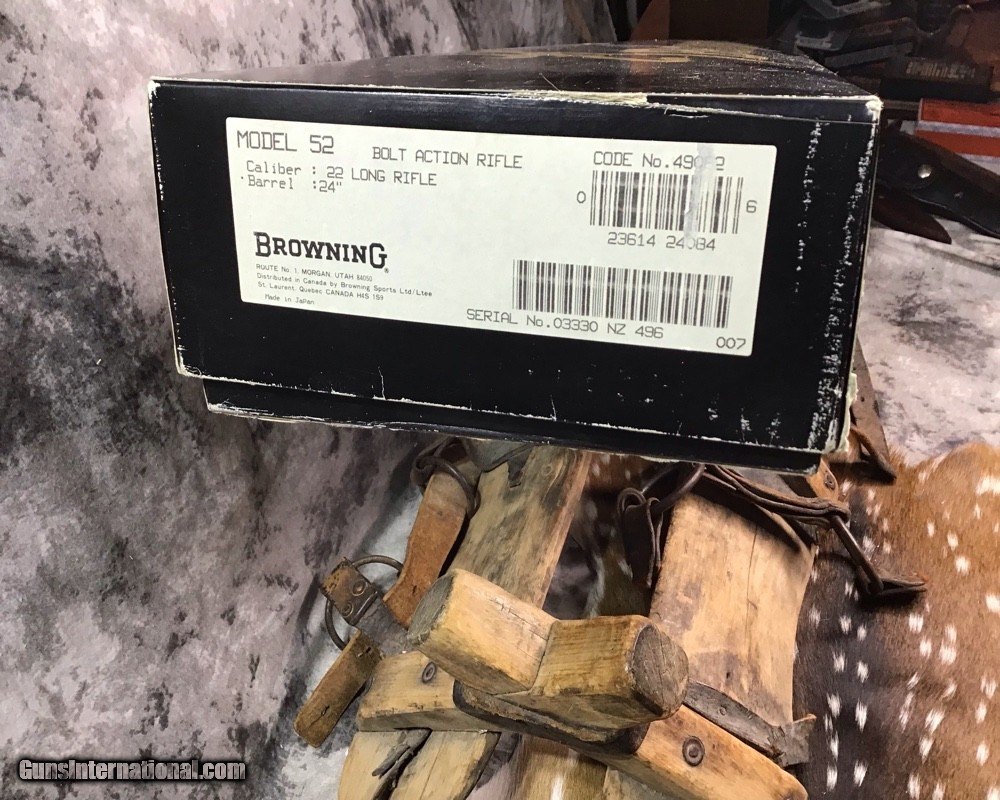 MODEL 52 BOLT ACTION RIFLE CODE No.
Caliber : 22 LONG RIFLE
Barrel :24"
0 6
23614 24084
BROWNING®
ROUTE No 1, MORGAN, UTAH 84050
Distributed in Canada by Browning Sports Ltd/Ltee
St. Laurent, Quebec CANADA H4S 1S9
Made in Japan
SERIAL No.03330 NZ 496
007
GunsInternational.com